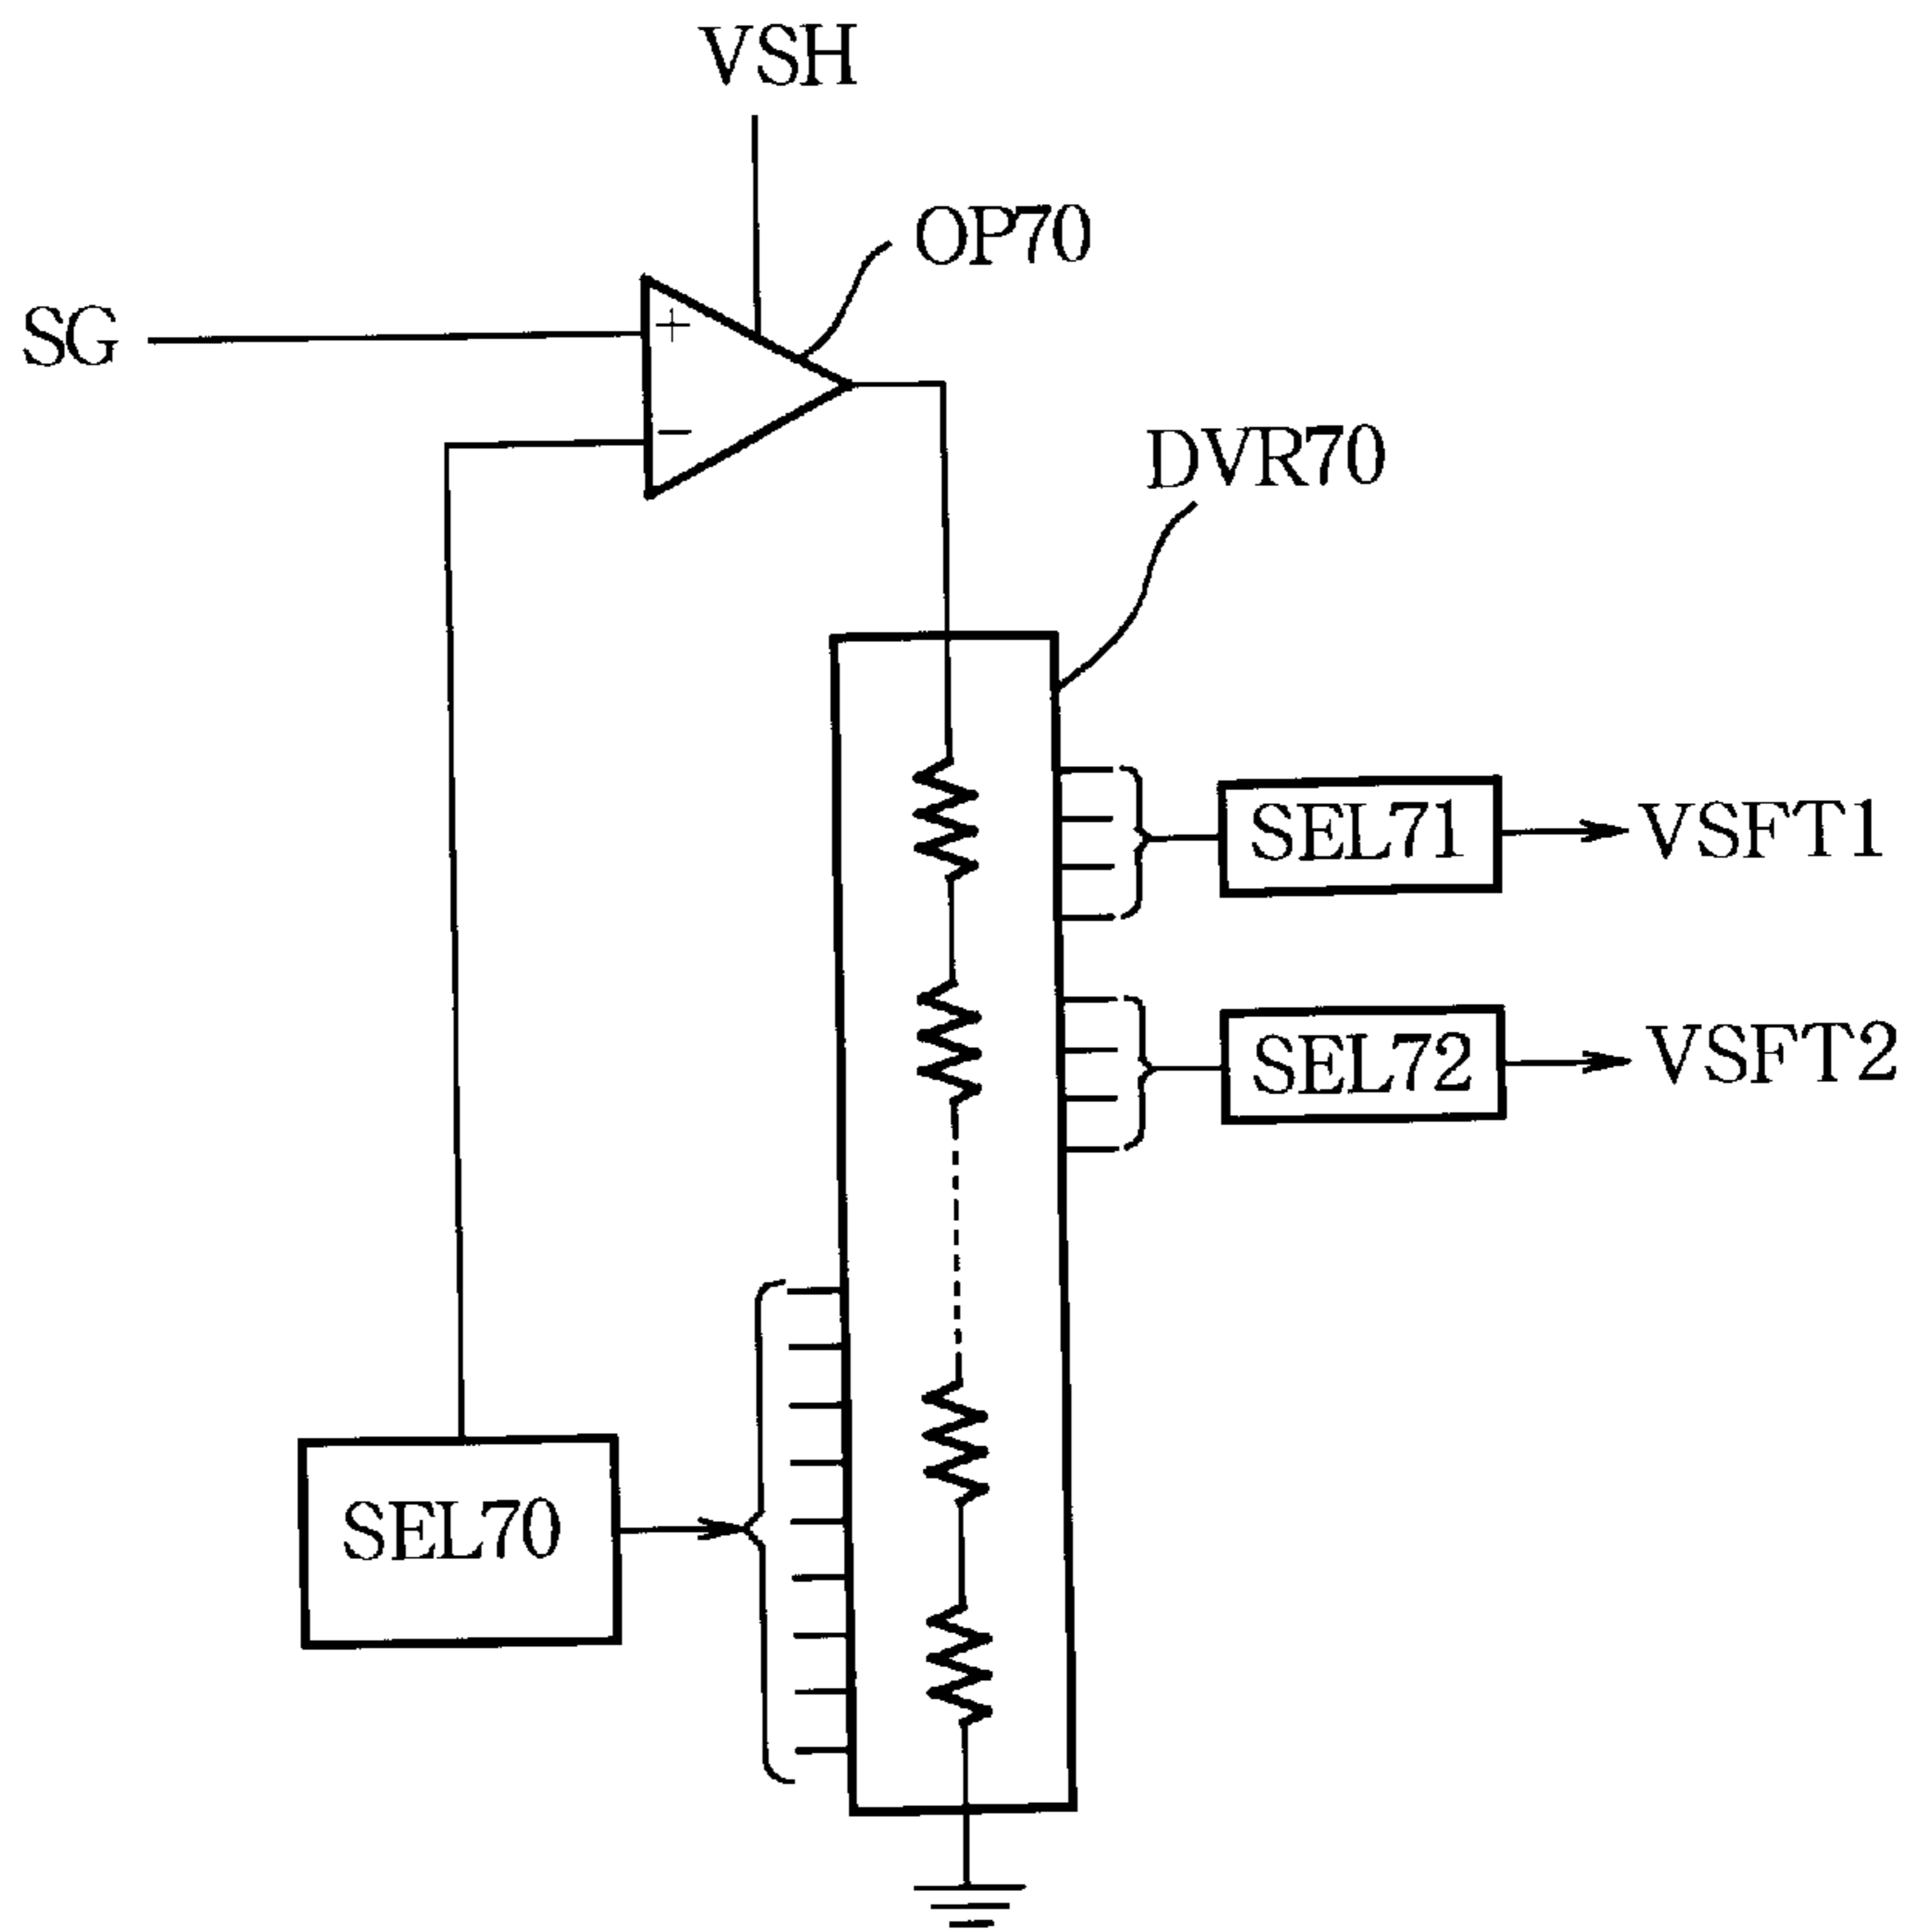 VSH
OP70
SG
+
−
DVR70
SEL71
VSFT1
SEL72
VSFT2
SEL70